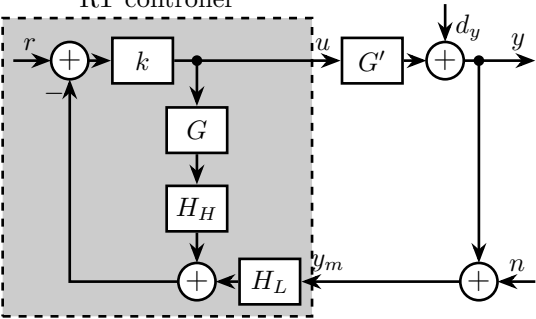 RT controller
d_y
r
+
k
u
G′
+
y
−
G
H_H
y_m
n
+
H_L
+